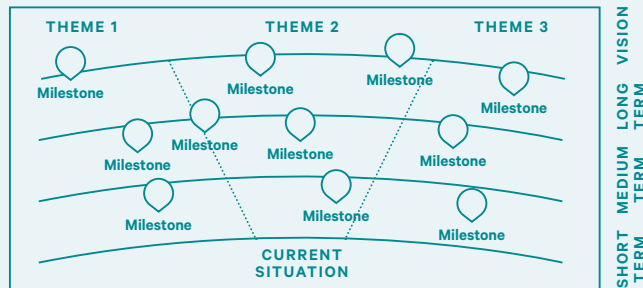 THEME 1
THEME 2
THEME 3
Milestone
Milestone
Milestone
Milestone
Milestone
Milestone
Milestone
Milestone
Milestone
Milestone
Milestone
CURRENT
SITUATION
VISION
LONG
TERM
MEDIUM
TERM
SHORT
TERM